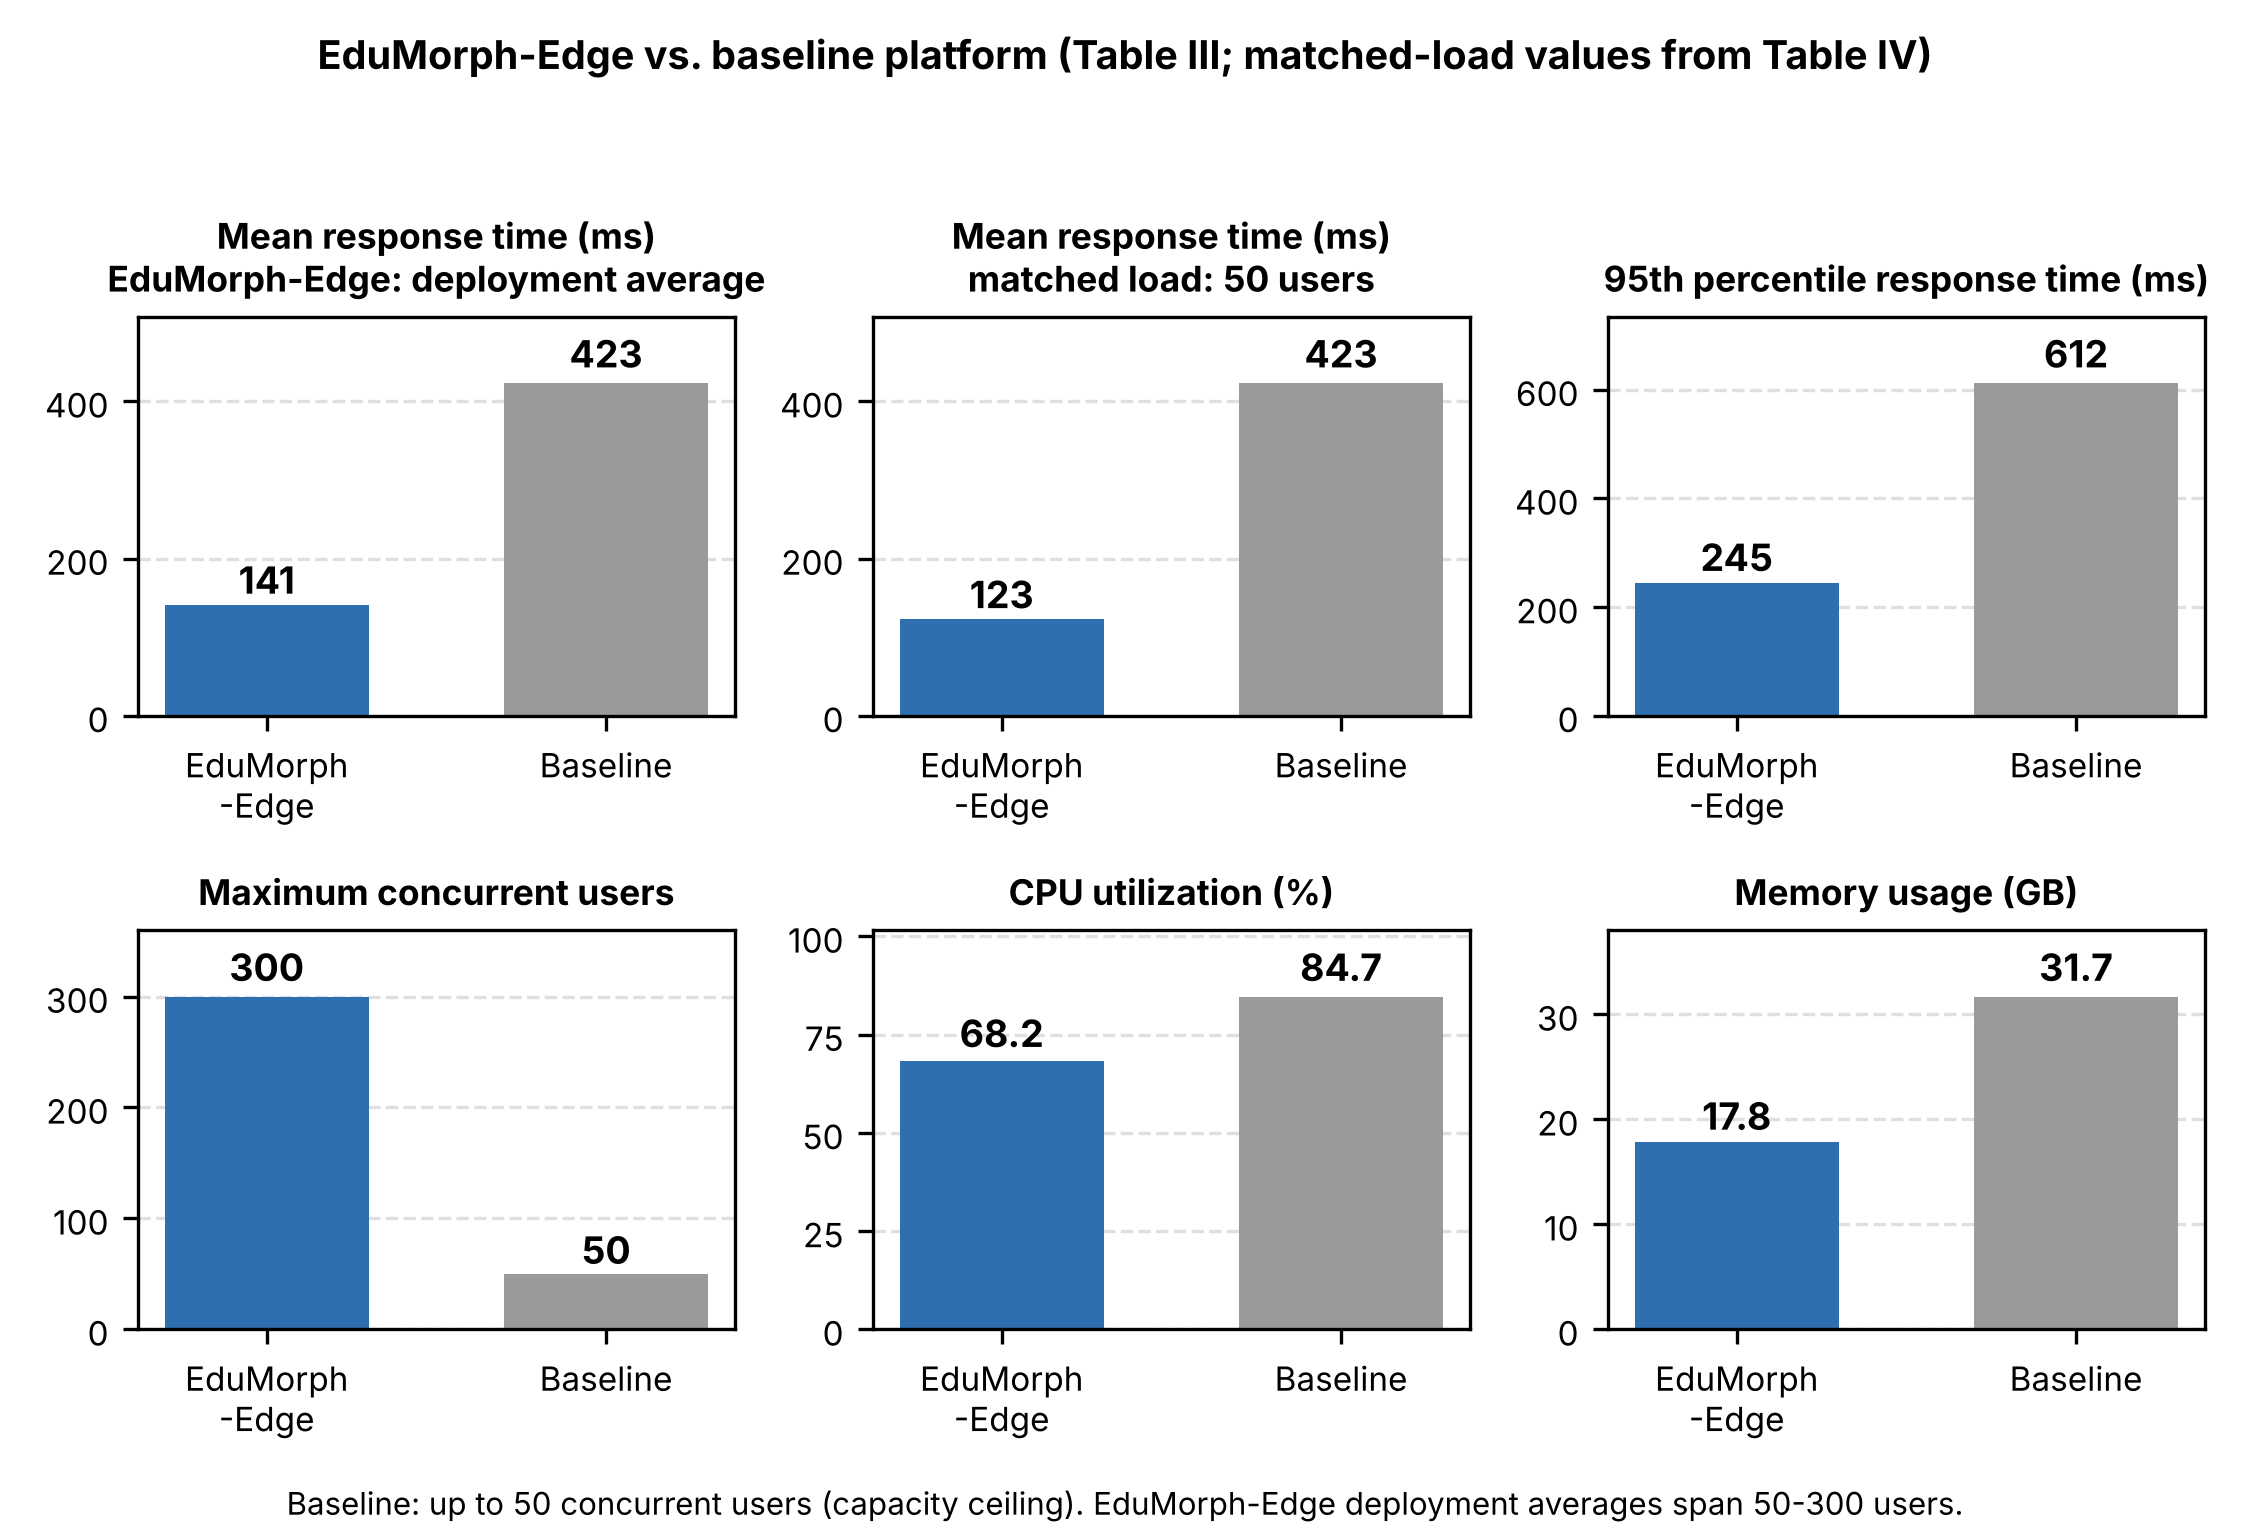 EduMorph-Edge vs. baseline platform (Table III; matched-load values from Table IV)
Mean response time (ms)
EduMorph-Edge: deployment average
400
200
0
141
423
EduMorph
-Edge
Baseline
Mean response time (ms)
matched load: 50 users
400
200
0
123
423
EduMorph
-Edge
Baseline
95th percentile response time (ms)
600
400
200
0
245
612
EduMorph
-Edge
Baseline
Maximum concurrent users
300
200
100
0
300
50
EduMorph
-Edge
Baseline
CPU utilization (%)
100
75
50
25
0
68.2
84.7
EduMorph
-Edge
Baseline
Memory usage (GB)
30
20
10
0
17.8
31.7
EduMorph
-Edge
Baseline
Baseline: up to 50 concurrent users (capacity ceiling). EduMorph-Edge deployment averages span 50-300 users.